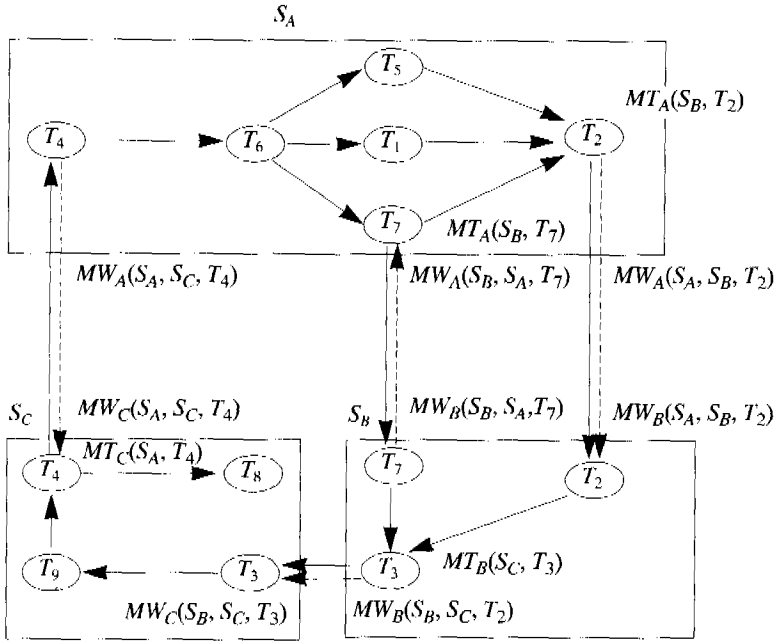 S_A
T_5
MT_A(S_B, T_2)
T_4
T_6
T_1
T_2
T_7
MT_A(S_B, T_7)
MW_A(S_A, S_C, T_4)
MW_A(S_B, S_A, T_7)
MW_A(S_A, S_B, T_2)
S_C
MW_C(S_A, S_C, T_4)
S_B
MW_B(S_B, S_A,T_7)
MW_B(S_A, S_B, T_2)
T_4
MT_C(S_A, T_4)
T_8
T_7
T_2
T_9
T_3
T_3
MT_B(S_C, T_3)
MW_C(S_B, S_C, T_3)
MW_B(S_B, S_C, T_2)